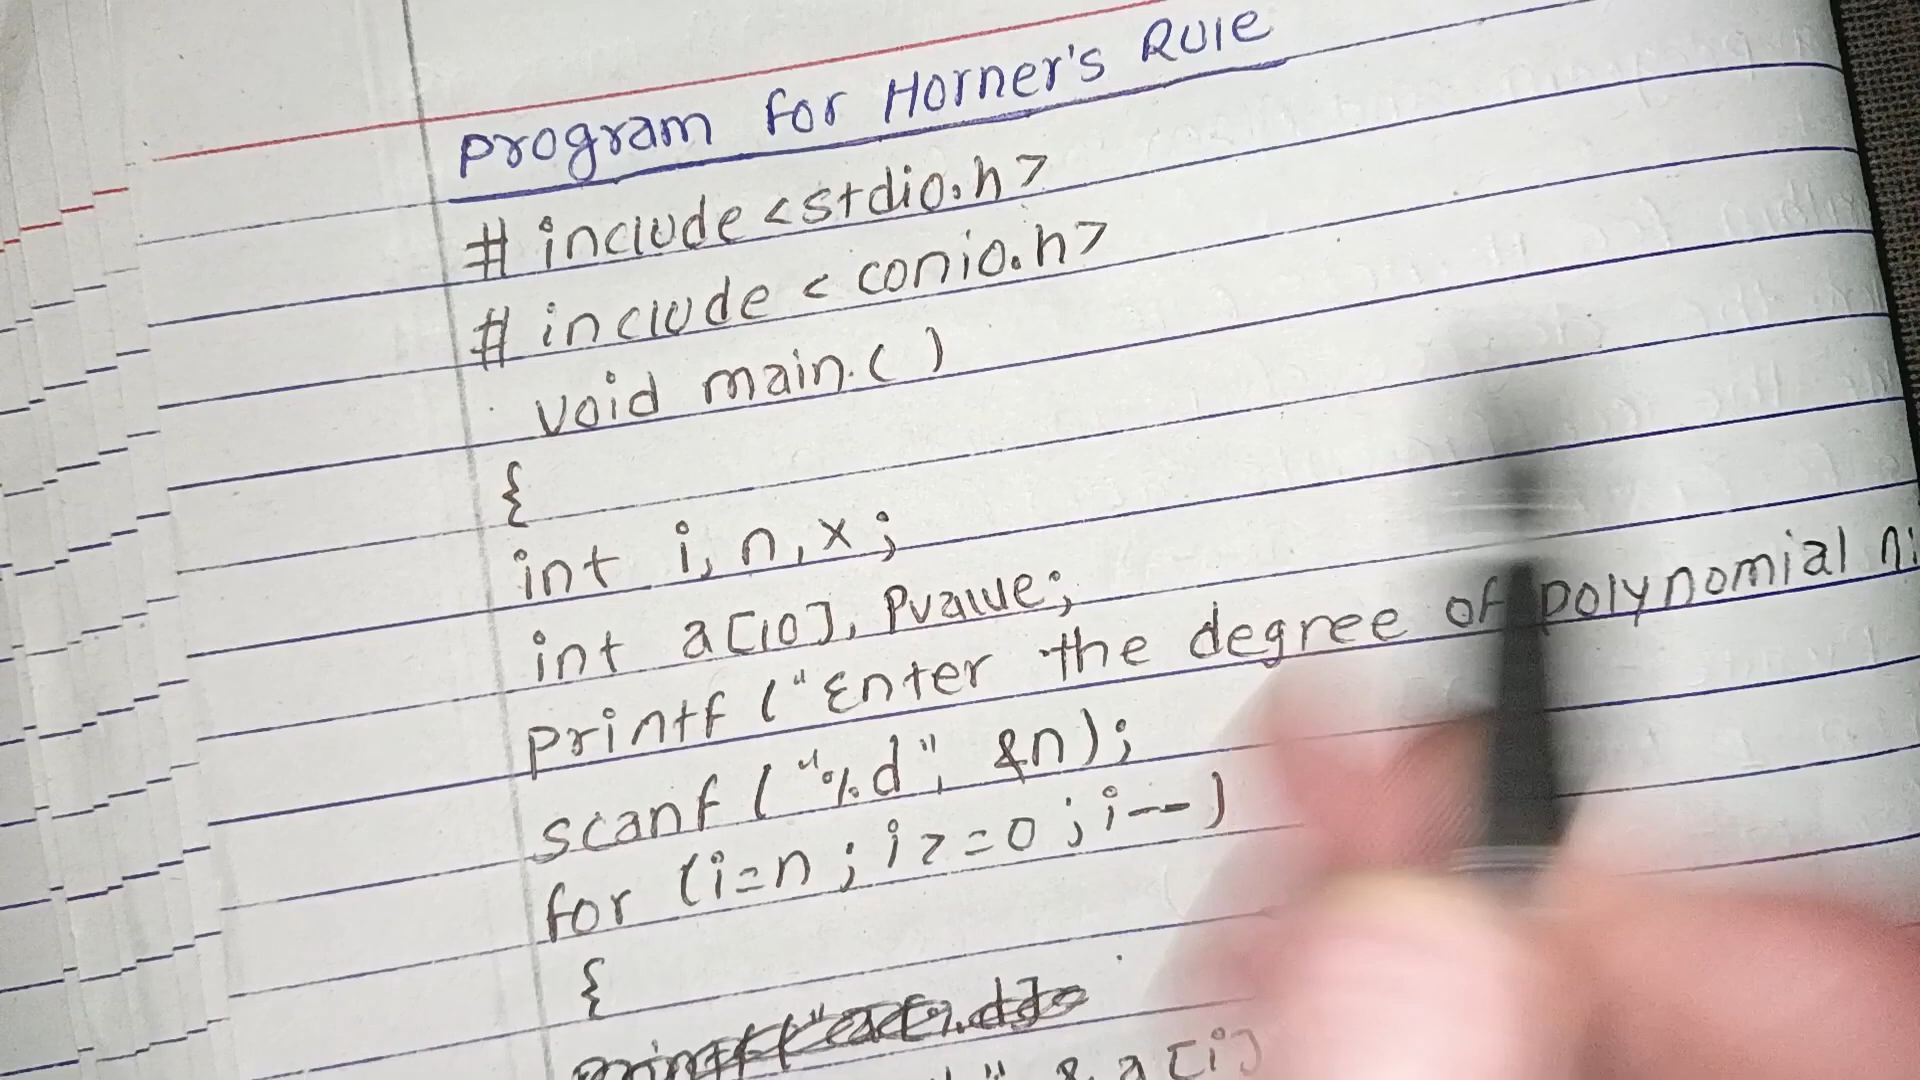 Program for Horner's Rule
# include <stdio.h>
# include < conio.h>
void main ( )
{
int i, n, x ;
int a[10], Pvalue;
printf ("Enter the degree of polynomial n:
scanf ("%d", &n);
for (i=n ; i>=0 ; i--)
{
" & a[i]